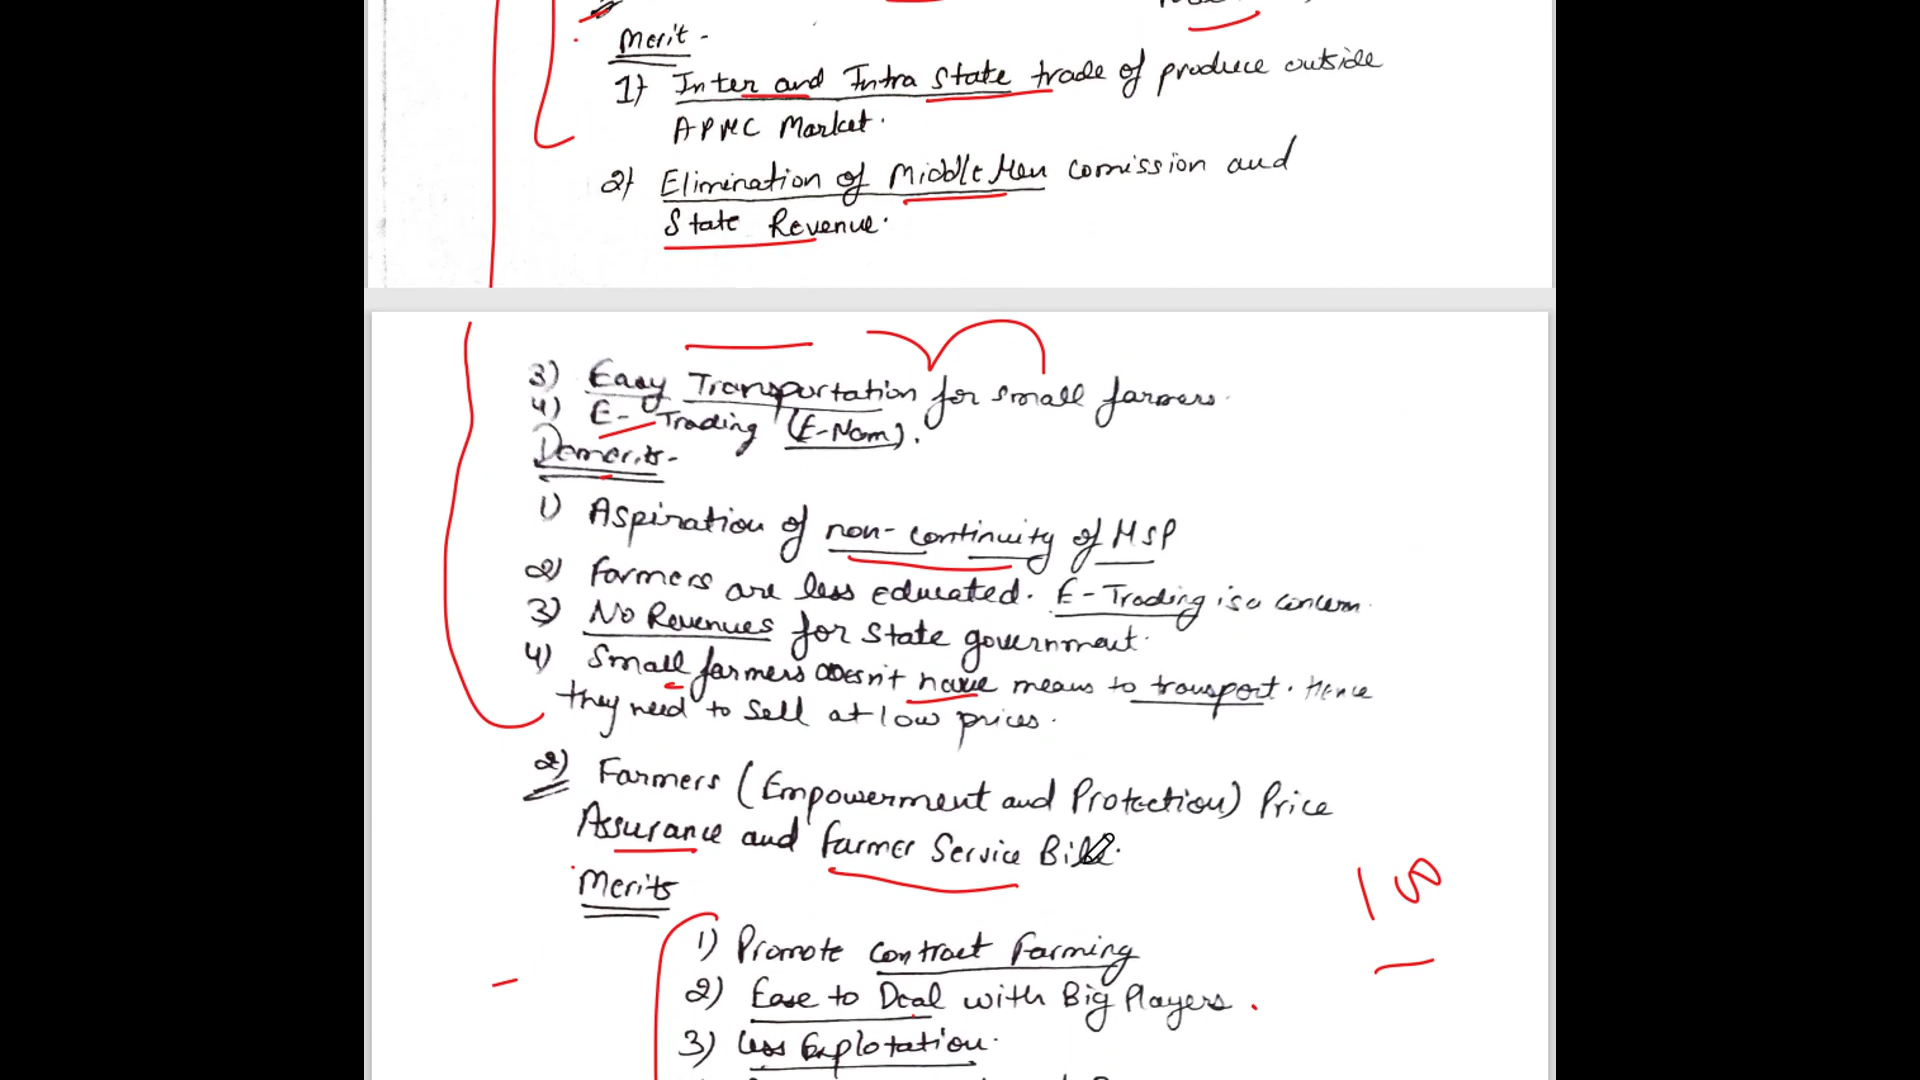 Merit -
1) Inter and Intra State trade of produce outside
APMC Market.
2) Elimination of Middle Men comission and
State Revenue.
3) Easy Transportation for small farmers.
4) E-Trading (E-Nam).
Demerits-
1) Aspiration of non-continuity of MSP
2) Farmers are less educated. E-Trading is a concern.
3) No Revenues for State government.
4) Small farmers doesn't have means to transport. Hence
they need to sell at low prices.
2) Farmers (Empowerment and Protection) Price
Assurance and Farmer Service Bill.
Merits
1) Promote Contract Farming
2) Ease to Deal with Big Players.
3) Less Explotation.